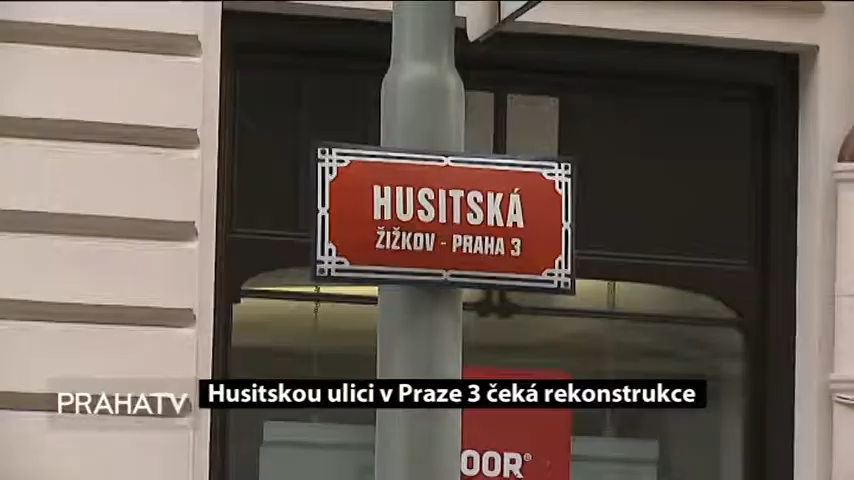 HUSITSKÁ
ŽIŽKOV - PRAHA 3
PRAHATV
Husitskou ulici v Praze 3 čeká rekonstrukce
OOR®